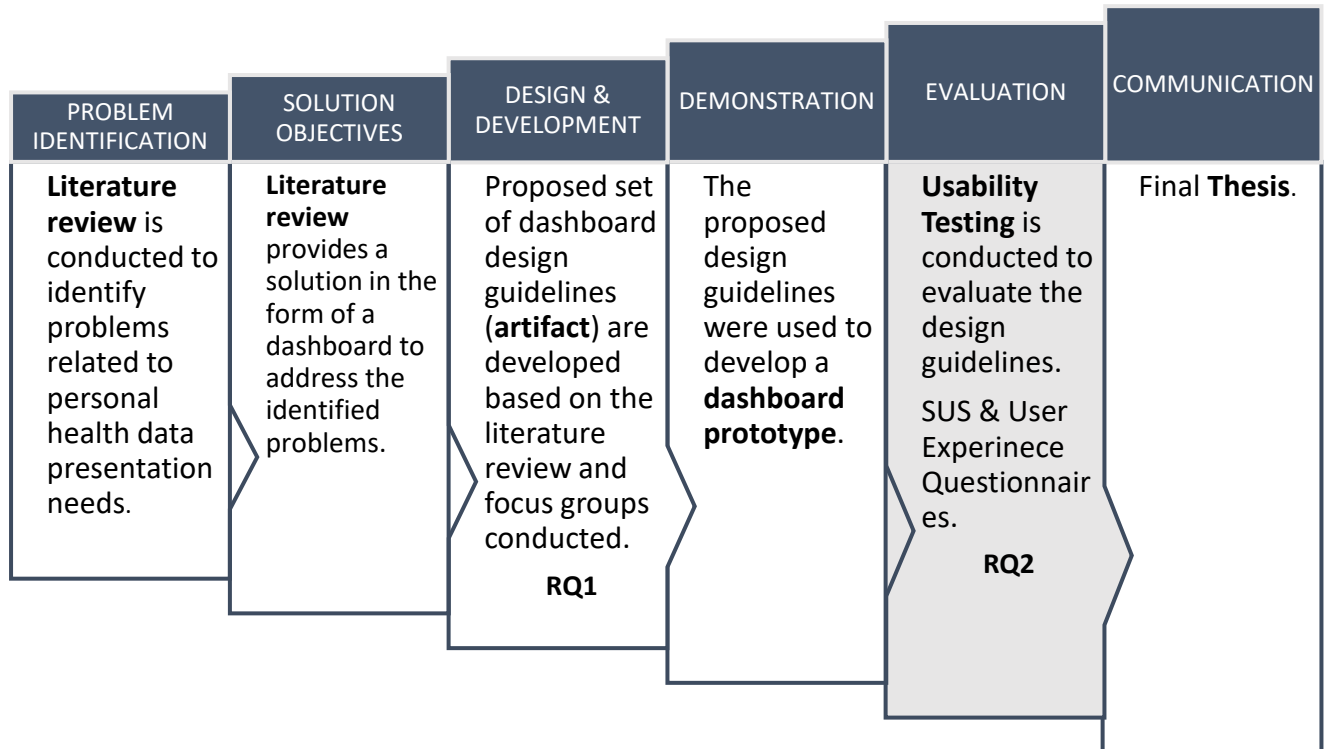 PROBLEM
IDENTIFICATION
Literature
review is
conducted to
identify
problems
related to
personal
health data
presentation
needs.
SOLUTION
OBJECTIVES
Literature
review
provides a
solution in the
form of a
dashboard to
address the
identified
problems.
DESIGN &
DEVELOPMENT
Proposed set
of dashboard
design
guidelines
(artifact) are
developed
based on the
literature
review and
focus groups
conducted.
RQ1
DEMONSTRATION
The
proposed
design
guidelines
were used to
develop a
dashboard
prototype.
EVALUATION
Usability
Testing is
conducted to
evaluate the
design
guidelines.
SUS & User
Experinece
Questionnair
es.
RQ2
COMMUNICATION
Final Thesis.